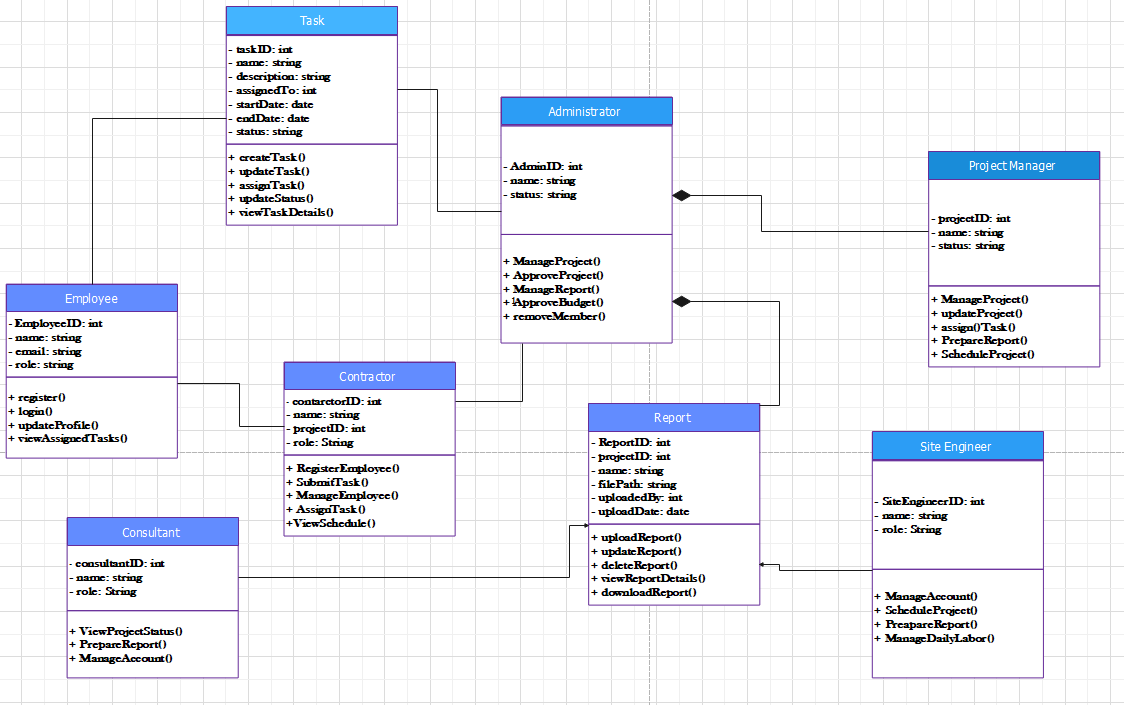 Task
- taskID: int
- name: string
- description: string
- assignedTo: int
- startDate: date
- endDate: date
- status: string
+ createTask()
+ updateTask()
+ assignTask()
+ updateStatus()
+ viewTaskDetails()
Administrator
- AdminID: int
- name: string
- status: string
+ ManageProject()
+ ApproveProject()
+ ManageReport()
+ ApproveBudget()
+ removeMember()
Project Manager
- projectID: int
- name: string
- status: string
+ ManageProject()
+ updateProject()
+ assign()Task()
+ PrepareReport()
+ ScheduleProject()
Employee
- EmployeeID: int
- name: string
- email: string
- role: string
+ register()
+ login()
+ updateProfile()
+ viewAssignedTasks()
Contractor
- contarctorID: int
- name: string
- projectID: int
- role: String
+ RegisterEmployee()
+ SubmitTask()
+ ManageEmployee()
+ AssignTask()
+ViewSchedule()
Report
- ReportID: int
- projectID: int
- name: string
- filePath: string
- uploadedBy: int
- uploadDate: date
+ uploadReport()
+ updateReport()
+ deleteReport()
+ viewReportDetails()
+ downloadReport()
Site Engineer
- SiteEngineerID: int
- name: string
- role: String
+ ManageAccount()
+ ScheduleProject()
+ PreapareReport()
+ ManageDailyLabor()
Consultant
- consultantID: int
- name: string
- role: String
+ ViewProjectStatus()
+ PrepareReport()
+ ManageAccount()